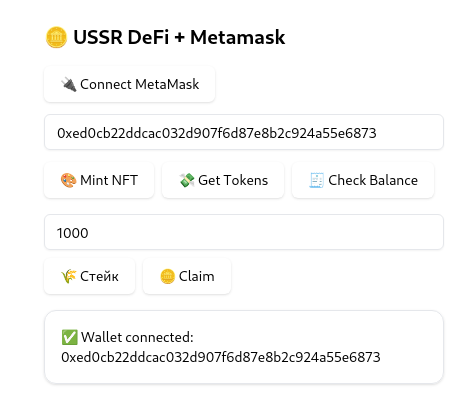 🪙 USSR DeFi + Metamask
🔌 Connect MetaMask
0xed0cb22ddcac032d907f6d87e8b2c924a55e6873
🎨 Mint NFT 💸 Get Tokens 🧾 Check Balance
1000
🌾 Стейк 🪙 Claim
✅ Wallet connected:
0xed0cb22ddcac032d907f6d87e8b2c924a55e6873